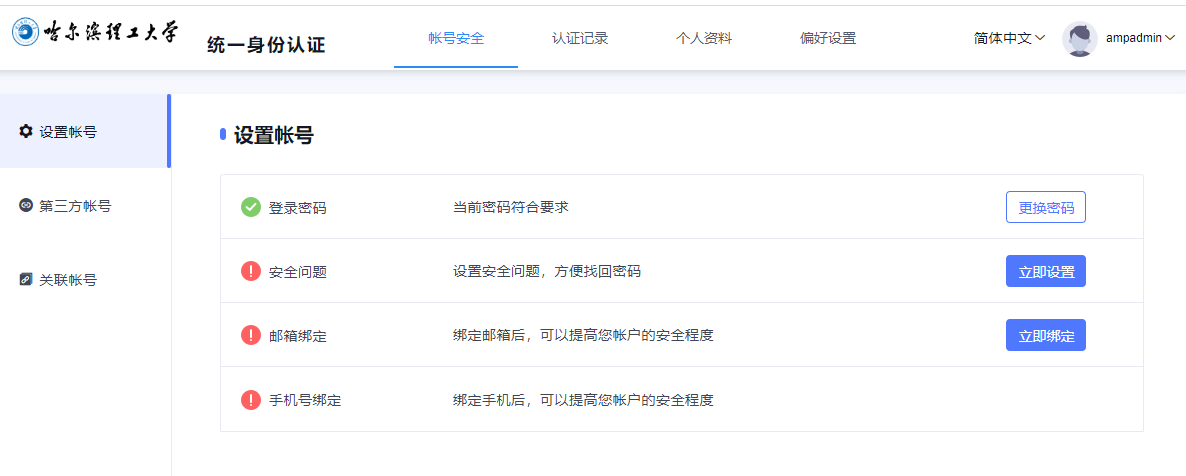 哈尔滨理工大学
统一身份认证
帐号安全
认证记录
个人资料
偏好设置
简体中文
ampadmin
设置帐号
第三方帐号
关联帐号
设置帐号
登录密码
当前密码符合要求
更换密码
安全问题
设置安全问题，方便找回密码
立即设置
邮箱绑定
绑定邮箱后，可以提高您帐户的安全程度
立即绑定
手机号绑定
绑定手机后，可以提高您帐户的安全程度